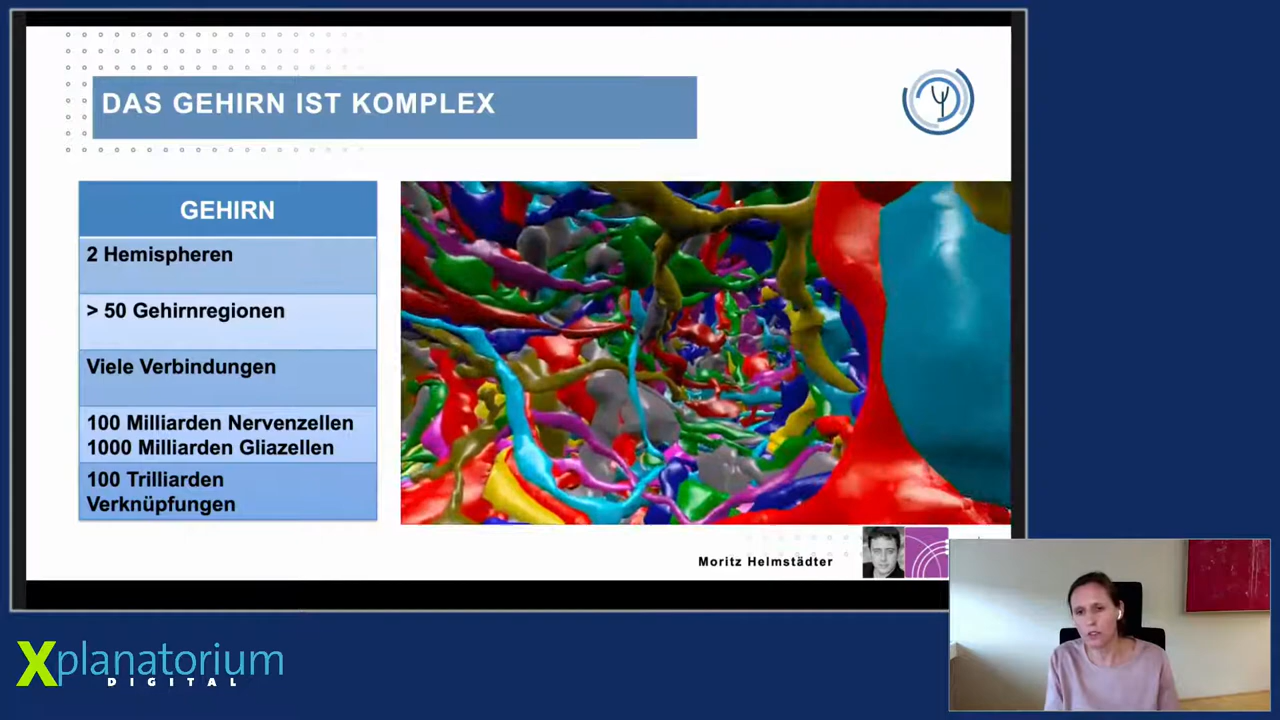 DAS GEHIRN IST KOMPLEX
GEHIRN
2 Hemispheren
> 50 Gehirnregionen
Viele Verbindungen
100 Milliarden Nervenzellen
1000 Milliarden Gliazellen
100 Trilliarden
Verknüpfungen
Moritz Helmstädter
Xplanatorium
DIGITAL